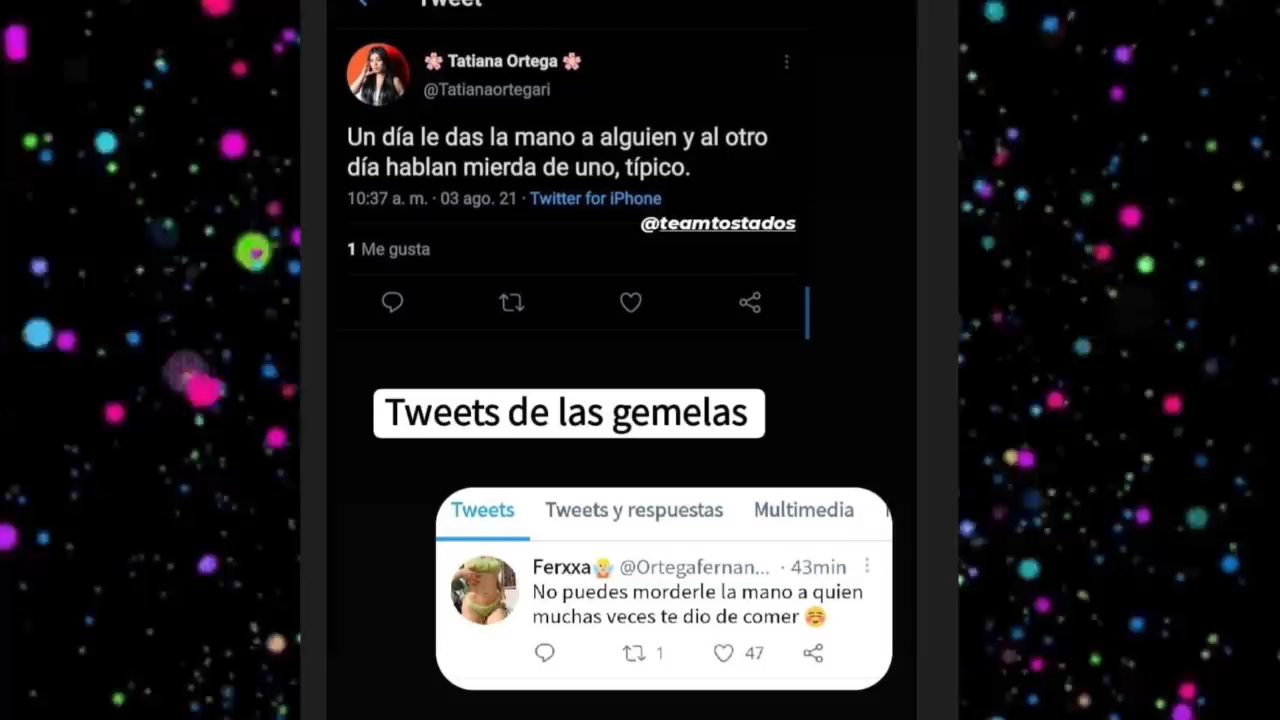 Tweet
🌸 Tatiana Ortega 🌸
@Tatianaortegari
Un día le das la mano a alguien y al otro
día hablan mierda de uno, típico.
10:37 a. m. · 03 ago. 21 · Twitter for iPhone
@teamtostados
1 Me gusta
Tweets de las gemelas
Tweets Tweets y respuestas Multimedia
Ferxxa @Ortegafernan... · 43min
No puedes morderle la mano a quien
muchas veces te dio de comer ☺️
1 47